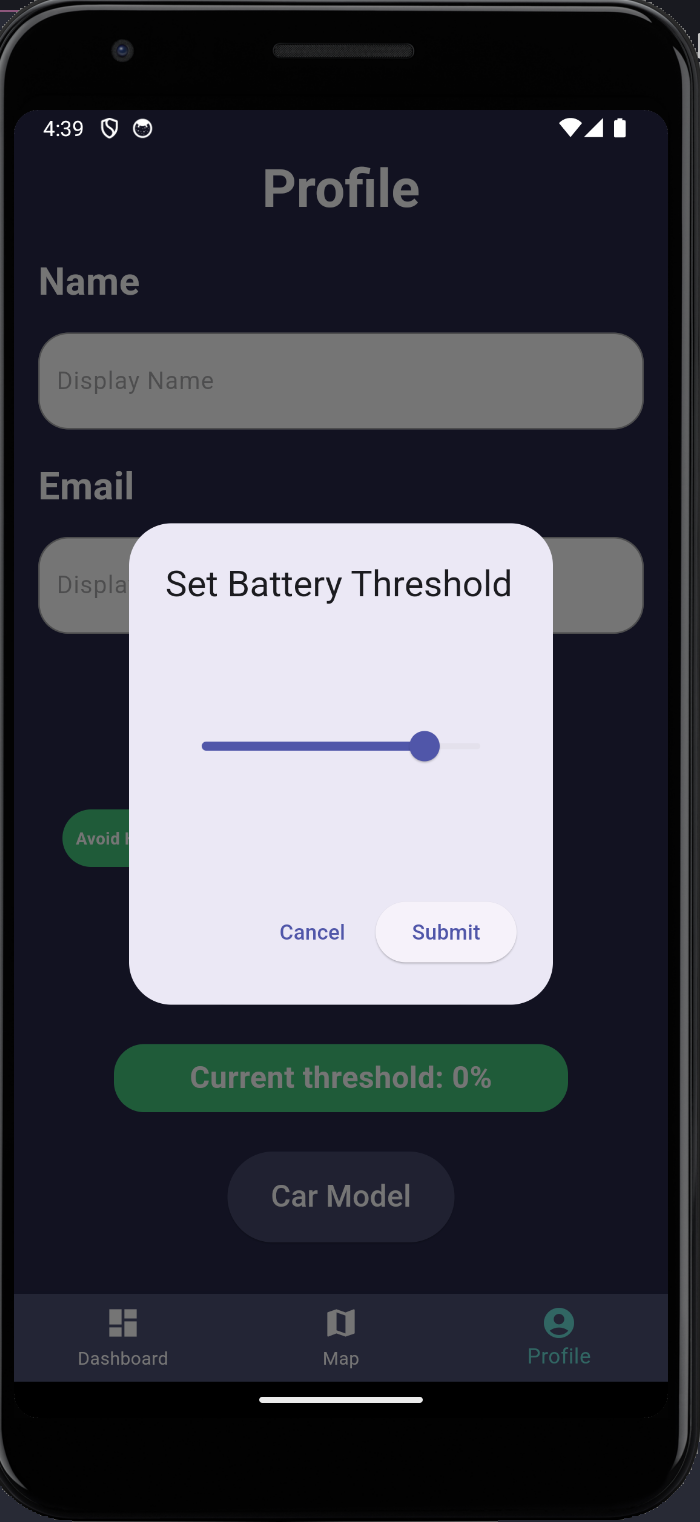 4:39
Profile
Name
Display Name
Email
Set Battery Threshold
Avoid
Cancel
Submit
Current threshold: 0%
Car Model
Dashboard
Map
Profile